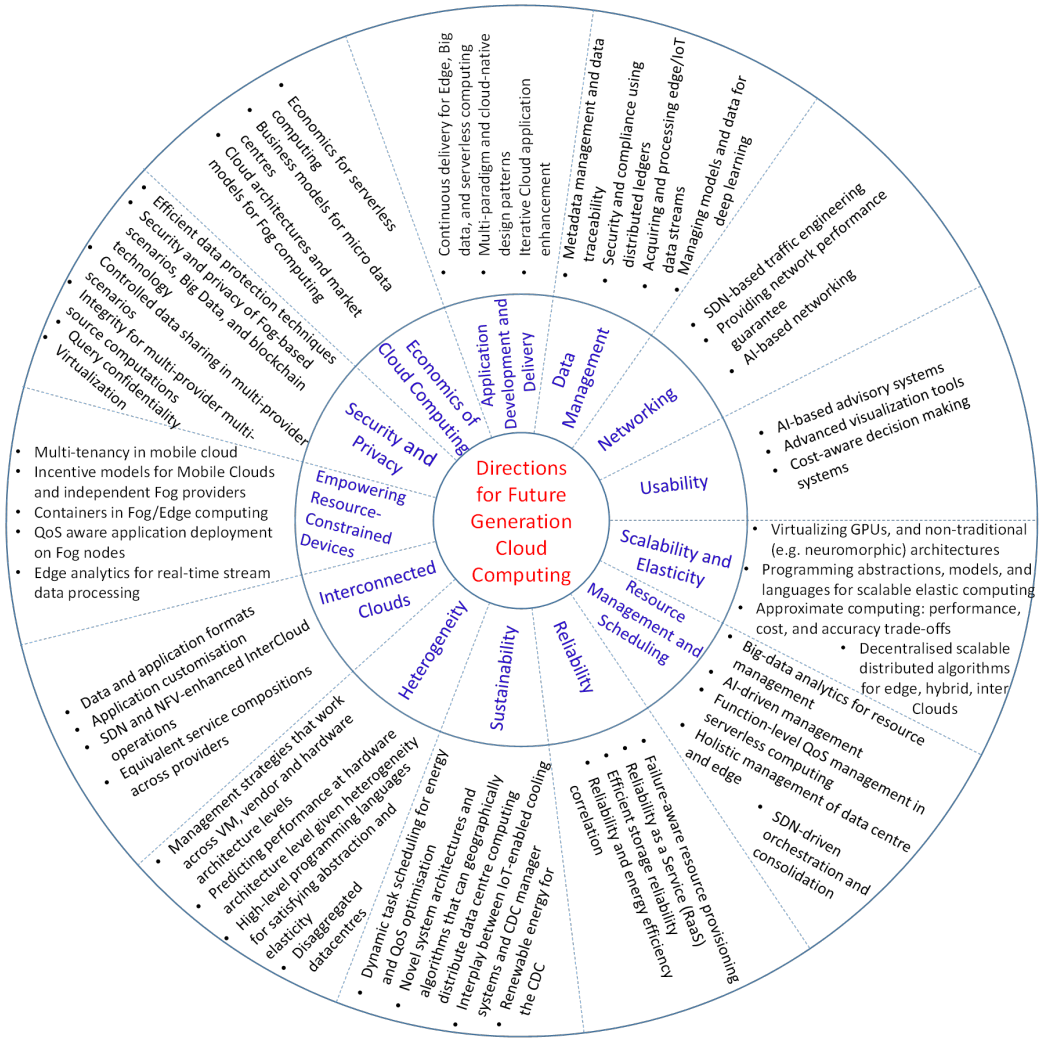 Directions
for Future
Generation
Cloud
Computing
Application
Development and
Delivery
• Continuous delivery for Edge, Big
data, and serverless computing
• Multi-paradigm and cloud-native
design patterns
• Iterative Cloud application
enhancement
Data
Management
• Metadata management and data
traceability
• Security and compliance using
distributed ledgers
• Acquiring and processing edge/IoT
data streams
• Managing models and data for
deep learning
Networking
• SDN-based traffic engineering
• Providing network performance
guarantee
• AI-based networking
Usability
• AI-based advisory systems
• Advanced visualization tools
• Cost-aware decision making
systems
Scalability and
Elasticity
• Virtualizing GPUs, and non-traditional
(e.g. neuromorphic) architectures
• Programming abstractions, models, and
languages for scalable elastic computing
• Approximate computing: performance,
cost, and accuracy trade-offs
• Decentralised scalable
distributed algorithms
for edge, hybrid, inter
Clouds
Resource
Management and
Scheduling
• Big-data analytics for resource
management
• AI-driven management
• Function-level QoS management in
serverless computing
• Holistic management of data centre
and edge
• SDN-driven
orchestration and
consolidation
Reliability
• Failure-aware resource provisioning
• Reliability as a Service (RaaS)
• Efficient storage reliability
• Reliability and energy efficiency
correlation
Sustainability
• Dynamic task scheduling for energy
and QoS optimisation
• Novel system architectures and
algorithms that can geographically
distribute data centre computing
• Interplay between IoT-enabled cooling
systems and CDC manager
• Renewable energy for
the CDC
Heterogeneity
• Management strategies that work
across VM, vendor and hardware
architecture levels
• Predicting performance at hardware
architecture level given heterogeneity
• High-level programming languages
for satisfying abstraction and
elasticity
• Disaggregated
datacentres
Interconnected
Clouds
• Data and application formats
• Application customisation
• SDN and NFV-enhanced InterCloud
operations
• Equivalent service compositions
across providers
Empowering
Resource-
Constrained
Devices
• Multi-tenancy in mobile cloud
• Incentive models for Mobile Clouds
and independent Fog providers
• Containers in Fog/Edge computing
• QoS aware application deployment
on Fog nodes
• Edge analytics for real-time stream
data processing
Security and
Privacy
• Efficient data protection techniques
• Security and privacy of Fog-based
scenarios, Big Data, and blockchain
technology
• Controlled data sharing in multi-provider
scenarios
• Integrity for multi-provider multi-
source computations
• Query confidentiality
• Virtualization
Economics of
Cloud Computing
• Economics for serverless
computing
• Business models for micro data
centres
• Cloud architectures and market
models for Fog computing